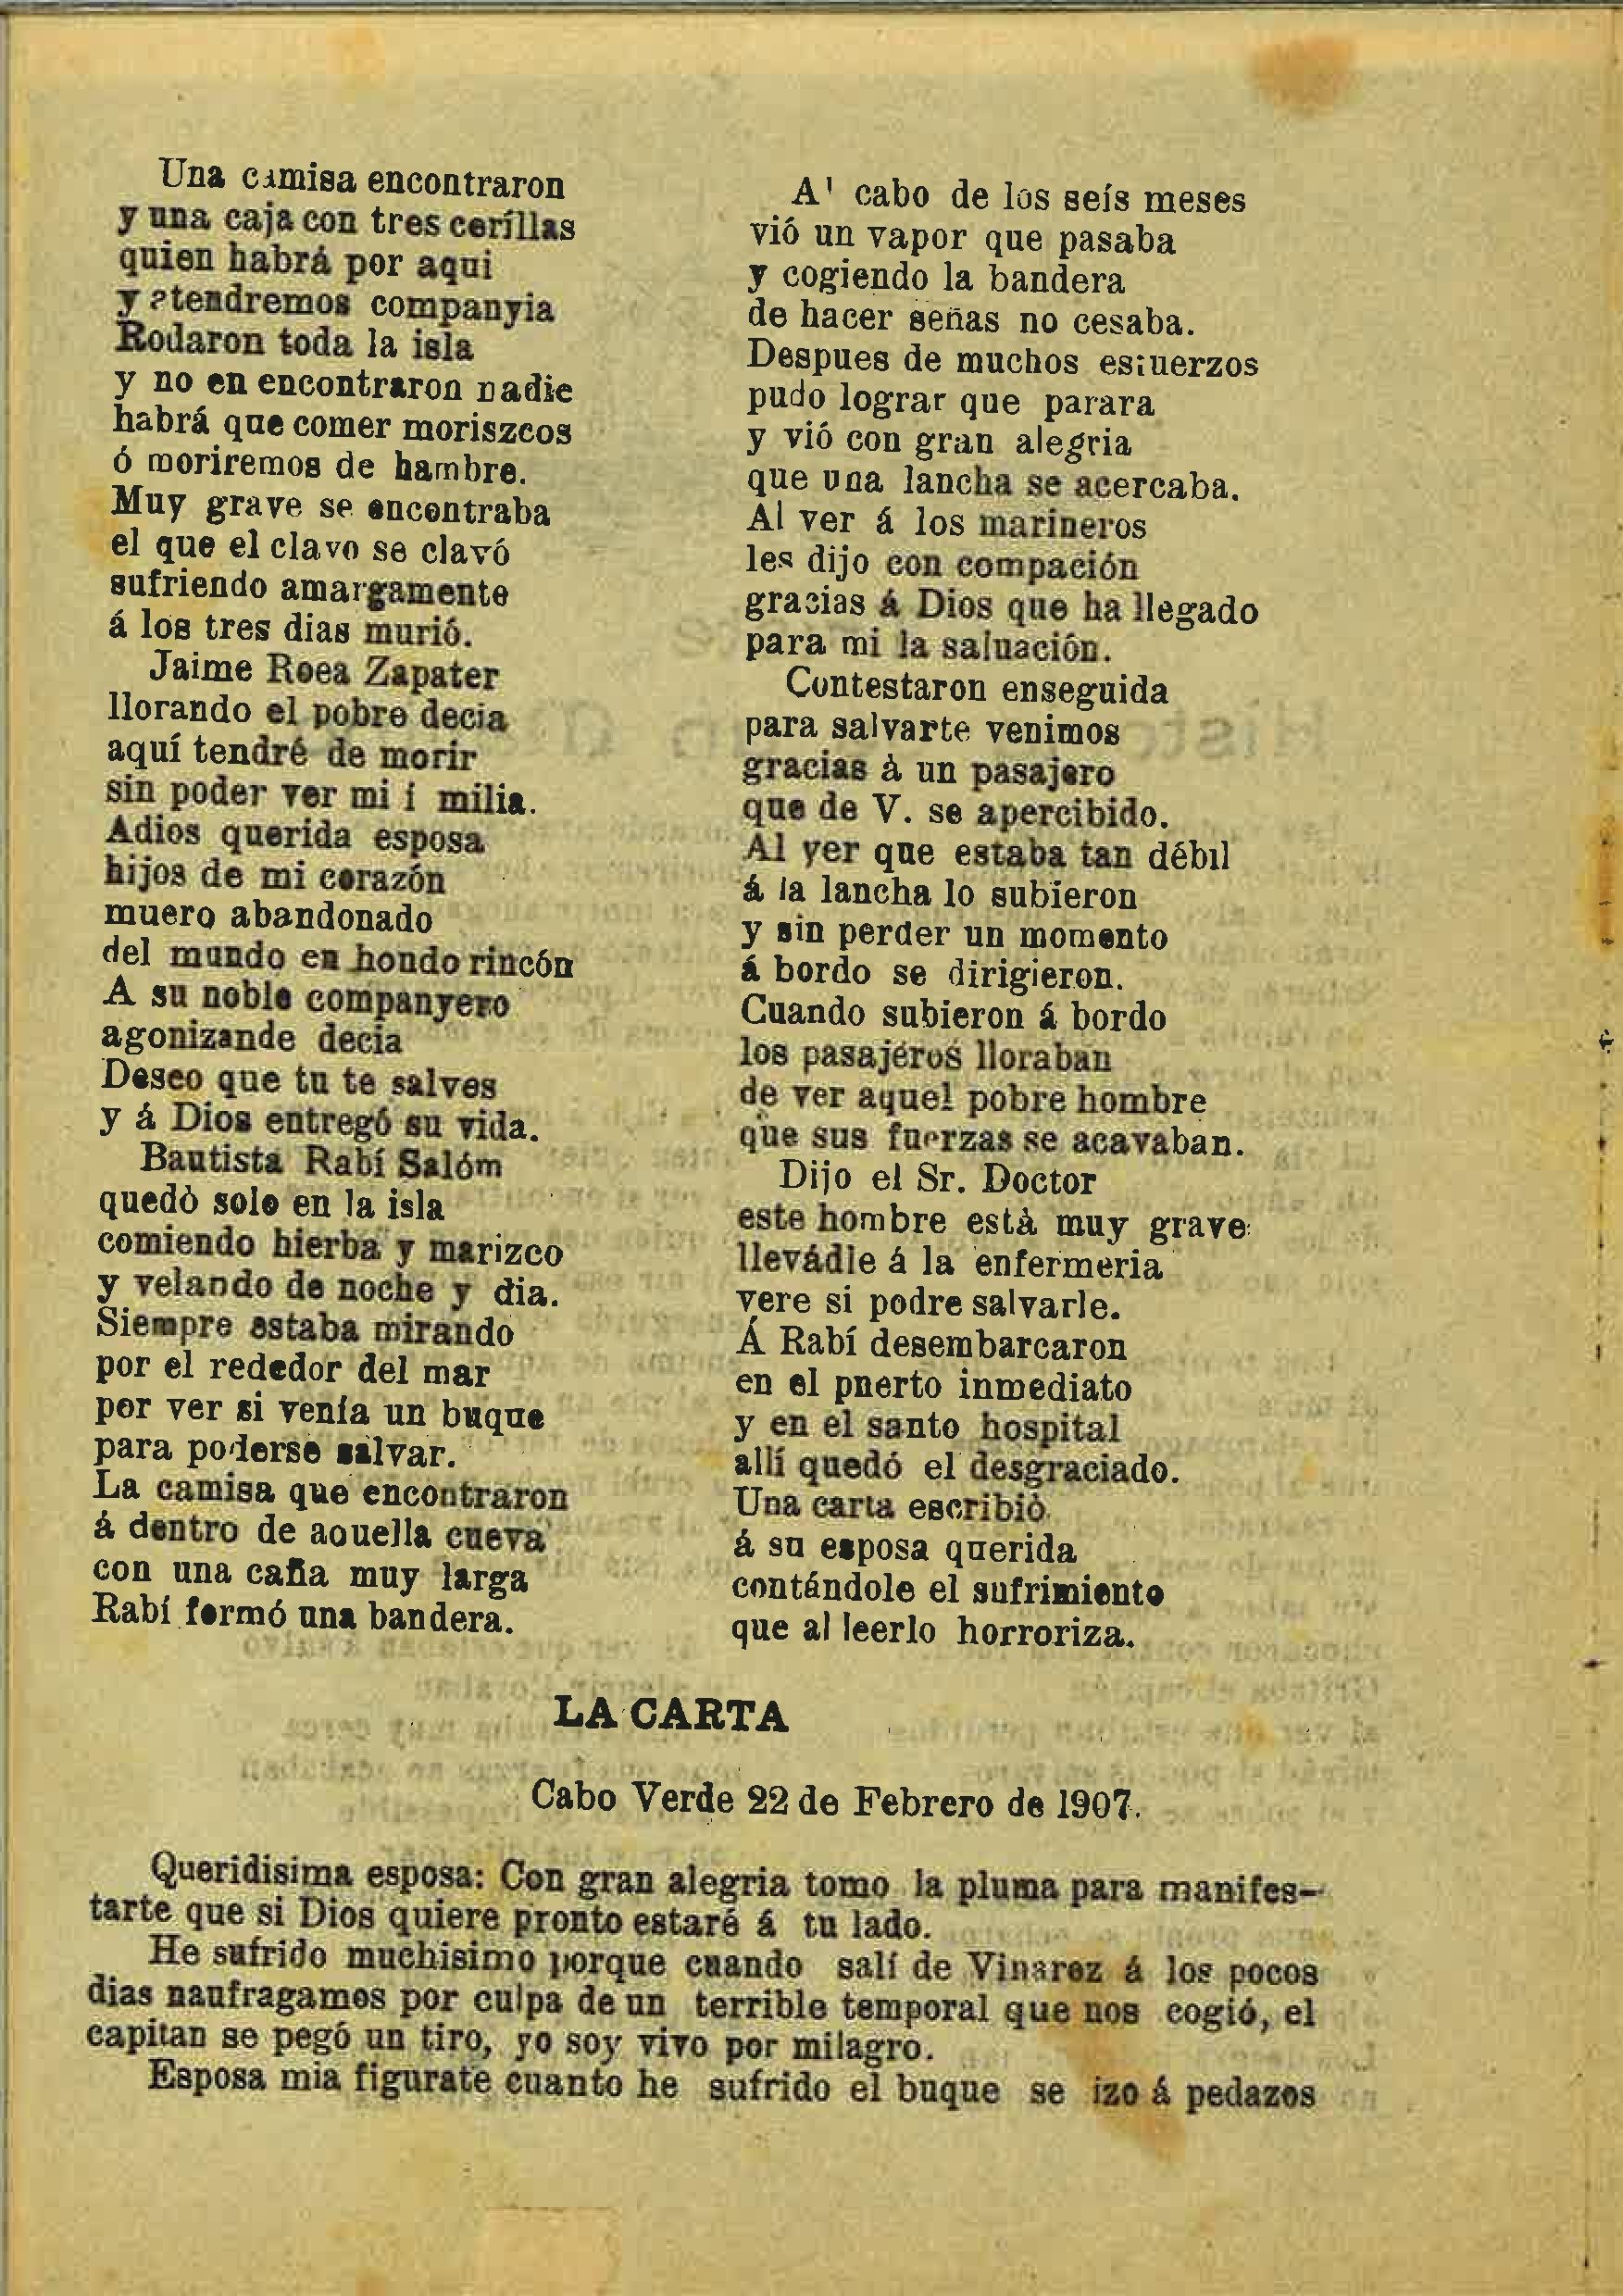 Una camisa encontraron
y una caja con tres ceríllas
quien habrá por aqui
y atendremos companyia
Rodaron toda la isla
y no en encontraron nadie
habrá que comer moriszcos
ó moriremos de hambre.
Muy grave se encontraba
el que el clavo se clavó
sufriendo amargamente
á los tres dias murió.
Jaime Roea Zapater
llorando el pobre decia
aquí tendré de morir
sin poder ver mi f milia.
Adios querida esposa
hijos de mi corazón
muero abandonado
del mundo en hondo rincón
A su noble companyero
agonizande decia
Deseo que tu te salves
y á Dios entregó su vida.
Bautista Rabí Salóm
quedò solo en la isla
comiendo hierba y marizco
y velando de noche y dia.
Siempre estaba mirando
por el rededor del mar
por ver si venía un buque
para poderse salvar.
La camisa que encontraron
á dentro de aquella cueva
con una caña muy larga
Rabí formó una bandera.
A' cabo de los seís meses
vió un vapor que pasaba
y cogiendo la bandera
de hacer señas no cesaba.
Despues de muchos esfuerzos
pudo lograr que parara
y vió con gran alegria
que una lancha se acercaba.
Al ver á los marineros
les dijo con compación
gracias á Dios que ha llegado
para mi la saluación.
Contestaron enseguida
para salvarte venimos
gracias à un pasajero
que de V. se apercibido.
Al ver que estaba tan débil
á la lancha lo subieron
y sin perder un momento
á bordo se dirigieron.
Cuando subieron á bordo
los pasajeros lloraban
de ver aquel pobre hombre
que sus fuerzas se acavaban.
Dijo el Sr. Doctor
este hombre està muy grave
llevádle á la enfermeria
vere si podre salvarle.
Á Rabí desembarcaron
en el pnerto inmediato
y en el santo hospital
allí quedó el desgraciado.
Una carta escribiò
á su esposa querida
contándole el sufrimiento
que al leerlo horroriza.
LA CARTA
Cabo Verde 22 de Febrero de 1907.
Queridisima esposa: Con gran alegria tomo la pluma para manifes-
tarte que si Dios quiere pronto estaré á tu lado.
He sufrido muchisimo porque cuando salí de Vinaroz á los pocos
dias naufragamos por culpa de un terrible temporal que nos cogió, el
capitan se pegó un tiro, yo soy vivo por milagro.
Esposa mia figurate cuanto he sufrido el buque se izo á pedazos